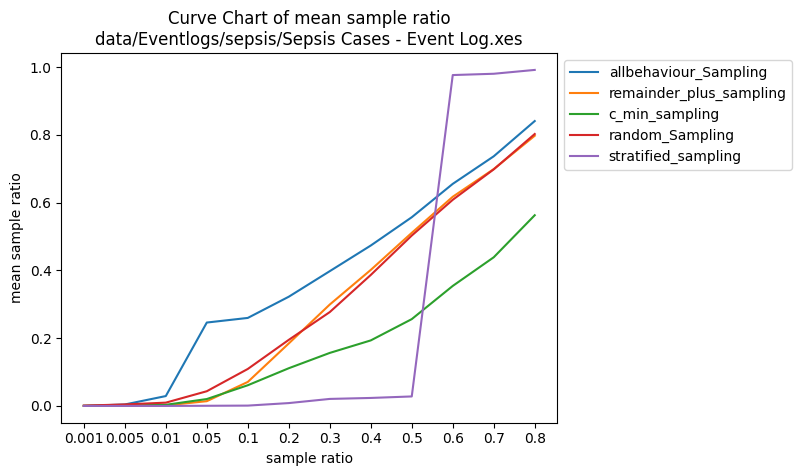 Curve Chart of mean sample ratio
data/Eventlogs/sepsis/Sepsis Cases - Event Log.xes
mean sample ratio
1.0
0.8
0.6
0.4
0.2
0.0
0.001 0.005 0.01 0.05 0.1 0.2 0.3 0.4 0.5 0.6 0.7 0.8
sample ratio
allbehaviour_Sampling
remainder_plus_sampling
c_min_sampling
random_Sampling
stratified_sampling